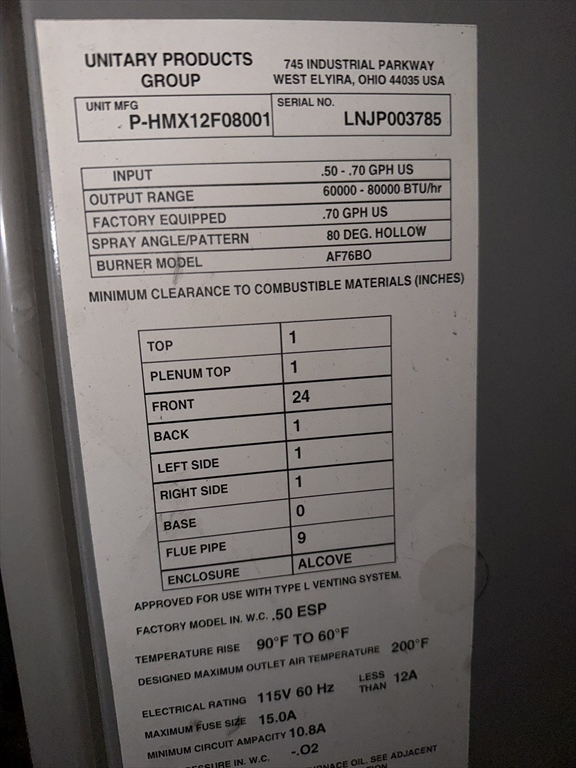 UNITARY PRODUCTS GROUP
745 INDUSTRIAL PARKWAY
WEST ELYIRA, OHIO 44035 USA
UNIT MFG P-HMX12F08001
SERIAL NO. LNJP003785
INPUT .50 - .70 GPH US
OUTPUT RANGE 60000 - 80000 BTU/hr
FACTORY EQUIPPED .70 GPH US
SPRAY ANGLE/PATTERN 80 DEG. HOLLOW
BURNER MODEL AF76BO
MINIMUM CLEARANCE TO COMBUSTIBLE MATERIALS (INCHES)
TOP 1
PLENUM TOP 1
FRONT 24
BACK 1
LEFT SIDE 1
RIGHT SIDE 1
BASE 0
FLUE PIPE 9
ENCLOSURE ALCOVE
APPROVED FOR USE WITH TYPE L VENTING SYSTEM.
FACTORY MODEL IN. W.C. .50 ESP
TEMPERATURE RISE 90°F TO 60°F
DESIGNED MAXIMUM OUTLET AIR TEMPERATURE 200°F
ELECTRICAL RATING 115V 60 Hz LESS THAN 12A
MAXIMUM FUSE SIZE 15.0A
MINIMUM CIRCUIT AMPACITY 10.8A
IN. W.C. -.O2
OIL. SEE ADJACENT